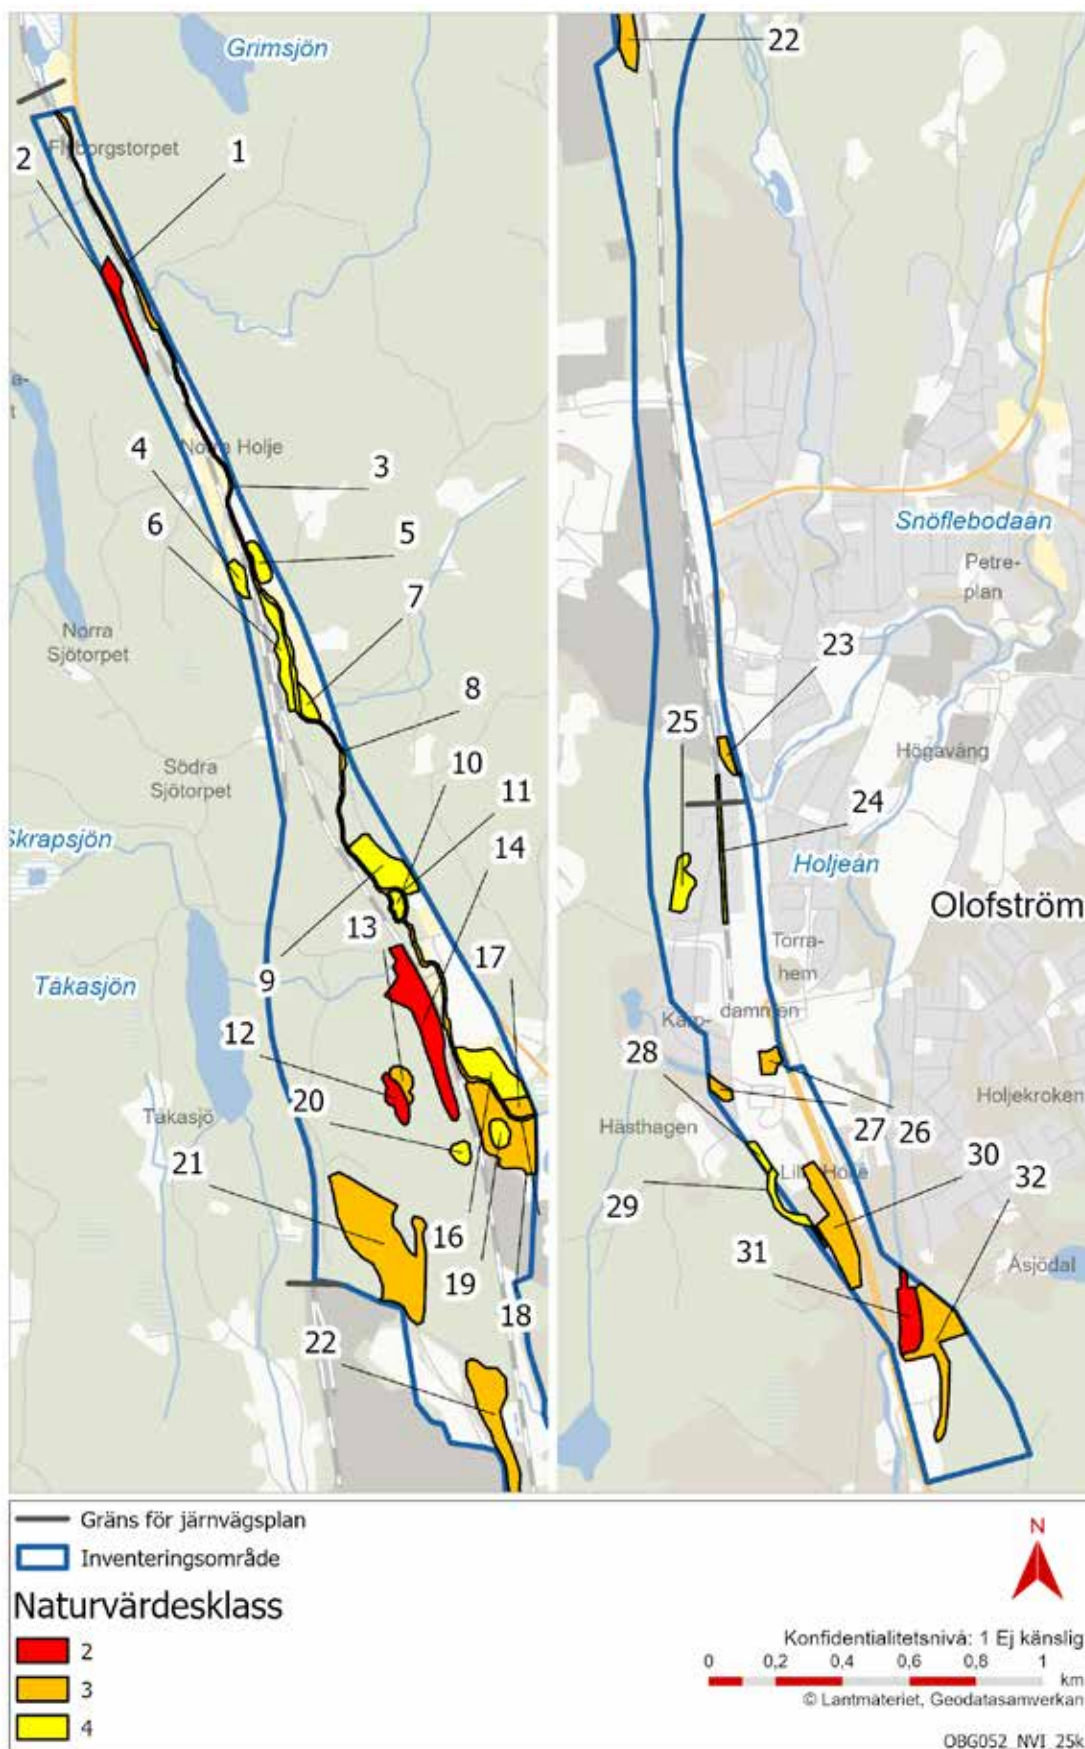 Grimsjön
22
2
Flyborgstorpet
1
a-
t
4
Norra Holje
3
6
5
Snöflebodaån
7
Petre-
plan
Norra
Sjötorpet
23
8
25
Södra
Sjötorpet
10
Högavång
11
24
14
Skrapsjön
Holjeån
13
Olofström
17
9
Torra-
hem
Takasjön
12
Karp-
dammen
28
20
Takasjö
Holjekroken
Hästhagen
27
26
21
30
Lilla Holje
32
29
16
31
19
18
Åsjödal
22
Gräns för järnvägsplan
N
Inventeringsområde
Naturvärdesklass
2
Konfidentialitetsnivå: 1 Ej känslig
3
0 0,2 0,4 0,6 0,8 1
km
© Lantmäteriet, Geodatasamverkan
4
OBG052_NVI_25k